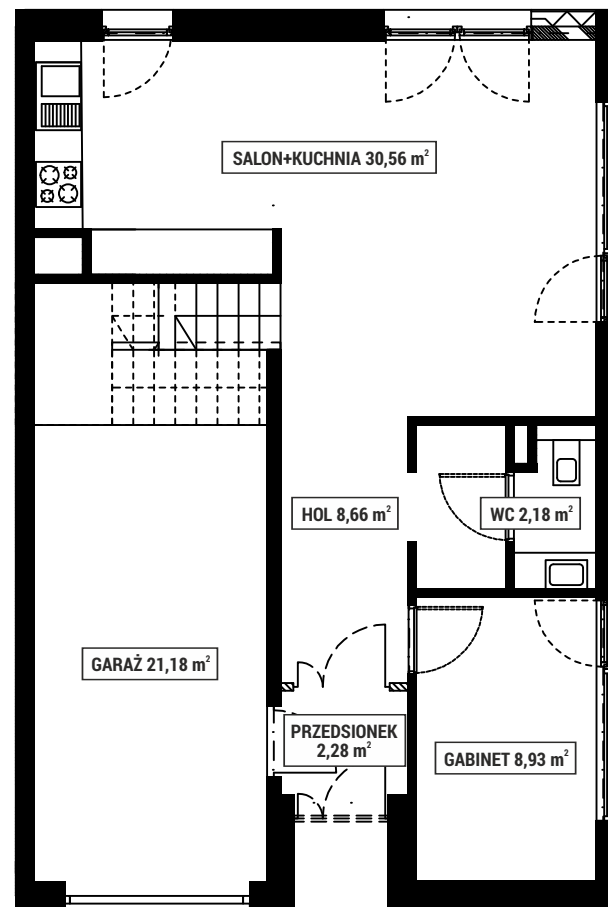 SALON+KUCHNIA 30,56 m²
HOL 8,66 m²
WC 2,18 m²
GARAŻ 21,18 m²
PRZEDSIONEK
2,28 m²
GABINET 8,93 m²